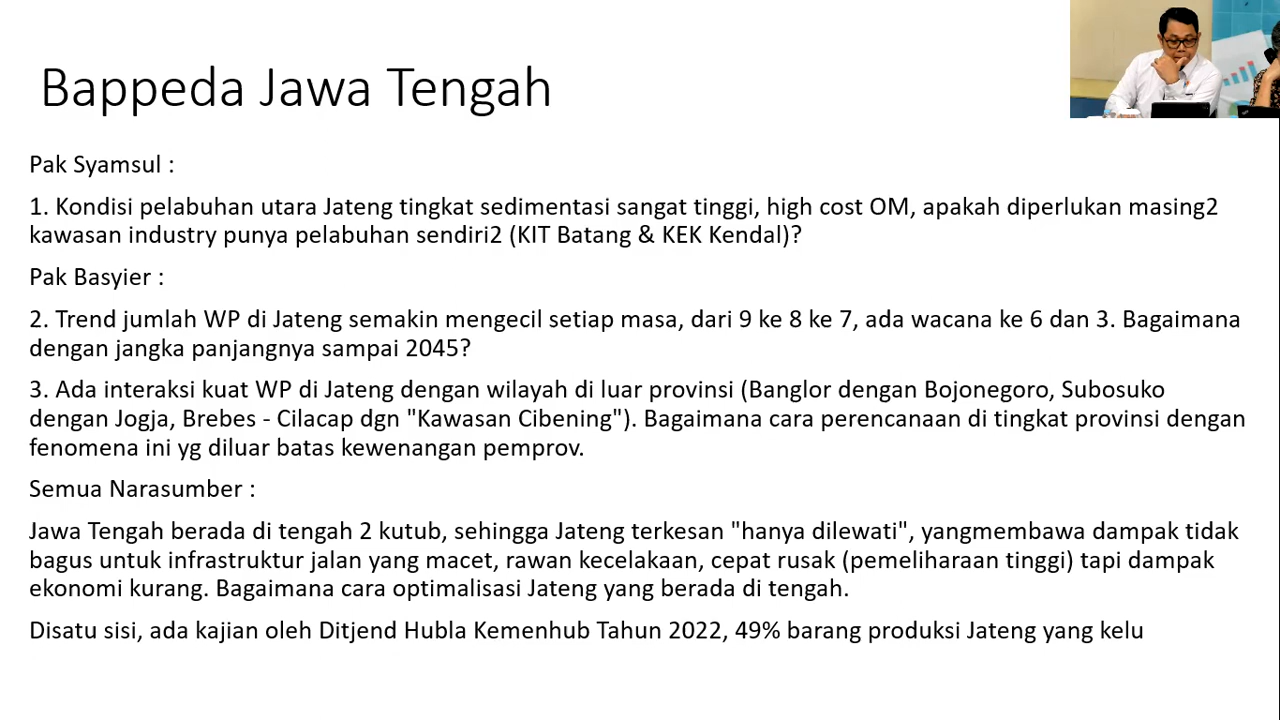 Bappeda Jawa Tengah
Pak Syamsul :
1. Kondisi pelabuhan utara Jateng tingkat sedimentasi sangat tinggi, high cost OM, apakah diperlukan masing2
kawasan industry punya pelabuhan sendiri2 (KIT Batang & KEK Kendal)?
Pak Basyier :
2. Trend jumlah WP di Jateng semakin mengecil setiap masa, dari 9 ke 8 ke 7, ada wacana ke 6 dan 3. Bagaimana
dengan jangka panjangnya sampai 2045?
3. Ada interaksi kuat WP di Jateng dengan wilayah di luar provinsi (Banglor dengan Bojonegoro, Subosuko
dengan Jogja, Brebes - Cilacap dgn "Kawasan Cibening"). Bagaimana cara perencanaan di tingkat provinsi dengan
fenomena ini yg diluar batas kewenangan pemprov.
Semua Narasumber :
Jawa Tengah berada di tengah 2 kutub, sehingga Jateng terkesan "hanya dilewati", yangmembawa dampak tidak
bagus untuk infrastruktur jalan yang macet, rawan kecelakaan, cepat rusak (pemeliharaan tinggi) tapi dampak
ekonomi kurang. Bagaimana cara optimalisasi Jateng yang berada di tengah.
Disatu sisi, ada kajian oleh Ditjend Hubla Kemenhub Tahun 2022, 49% barang produksi Jateng yang kelu